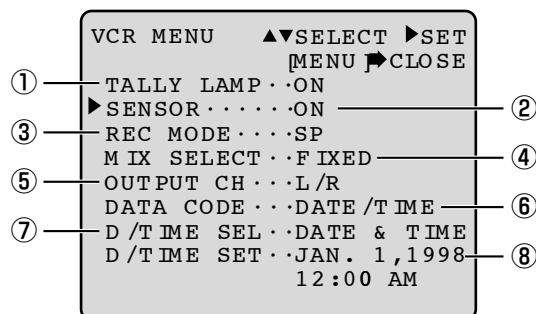 VCR MENU ▲▼SELECT ▶SET
[MENU]➡CLOSE
① TALLY LAMP··ON
▶SENSOR······ON ②
③ REC MODE····SP
MIX SELECT··FIXED ④
⑤ OUTPUT CH···L/R
DATA CODE···DATE/TIME ⑥
⑦ D/TIME SEL··DATE & TIME
D/TIME SET··JAN. 1,1998 ⑧
12:00 AM